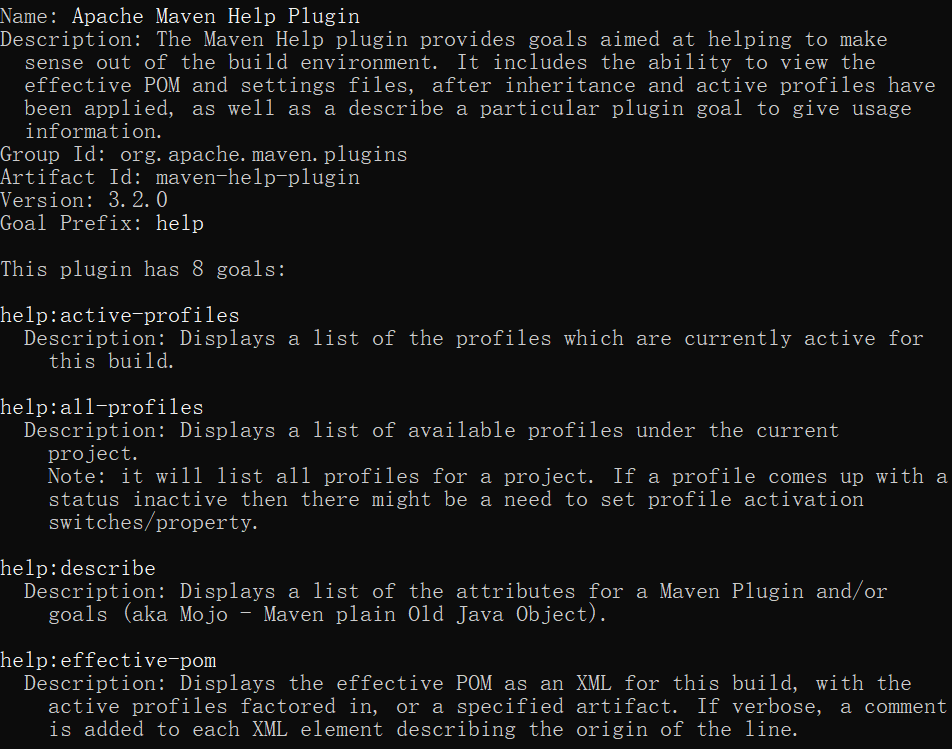 Name: Apache Maven Help Plugin
Description: The Maven Help plugin provides goals aimed at helping to make
sense out of the build environment. It includes the ability to view the
effective POM and settings files, after inheritance and active profiles have
been applied, as well as a describe a particular plugin goal to give usage
information.
Group Id: org.apache.maven.plugins
Artifact Id: maven-help-plugin
Version: 3.2.0
Goal Prefix: help
This plugin has 8 goals:
help:active-profiles
Description: Displays a list of the profiles which are currently active for
this build.
help:all-profiles
Description: Displays a list of available profiles under the current
project.
Note: it will list all profiles for a project. If a profile comes up with a
status inactive then there might be a need to set profile activation
switches/property.
help:describe
Description: Displays a list of the attributes for a Maven Plugin and/or
goals (aka Mojo - Maven plain Old Java Object).
help:effective-pom
Description: Displays the effective POM as an XML for this build, with the
active profiles factored in, or a specified artifact. If verbose, a comment
is added to each XML element describing the origin of the line.